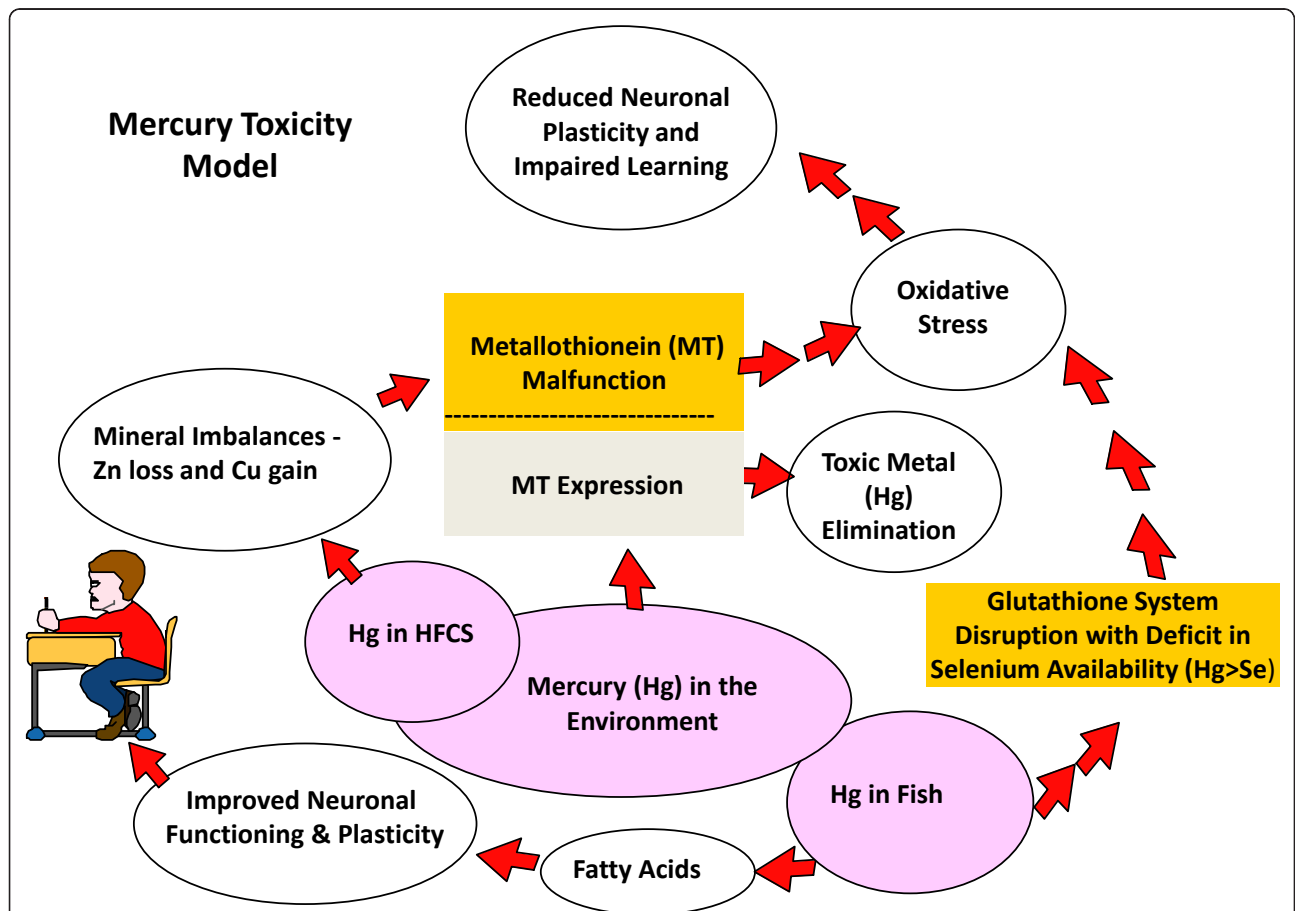 Mercury Toxicity
Model
Reduced Neuronal
Plasticity and
Impaired Learning
Oxidative
Stress
Metallothionein (MT)
Malfunction
-------------------------------
MT Expression
Mineral Imbalances -
Zn loss and Cu gain
Toxic Metal
(Hg)
Elimination
Glutathione System
Disruption with Deficit in
Selenium Availability (Hg>Se)
Hg in HFCS
Mercury (Hg) in the
Environment
Hg in Fish
Improved Neuronal
Functioning & Plasticity
Fatty Acids